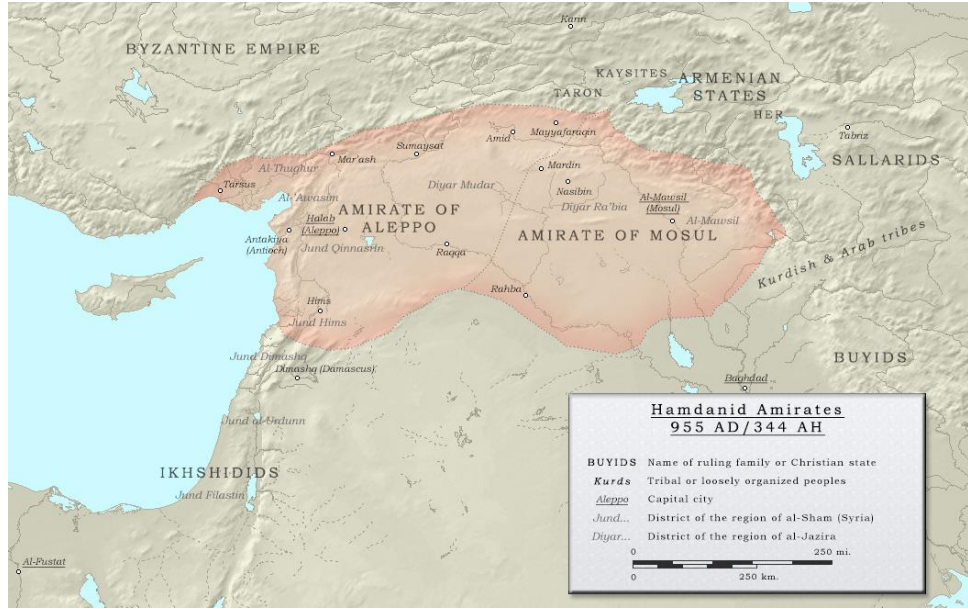 Kann
BYZANTINE EMPIRE
KAYSITES
ARMENIAN
STATES
TARON
HER
Tabriz
SALLARIDS
Amid
Mayyafaraqin
Sumaysat
Mar'ash
Al-Thughur
Tarsus
Mardin
Diyar Mudar
Nasibin
Al-'Awasim
Diyar Ra'bia
Al-Mawsil
(Mosul)
Al-Mawsil
Halab
(Aleppo)
AMIRATE OF
ALEPPO
AMIRATE OF MOSUL
Antakiya
(Antioch)
Jund Qinnasrin
Raqqa
Kurdish & Arab tribes
Rahba
Hims
Jund Hims
Jund Dimashq
Dimashq (Damascus)
BUYIDS
Baghdad
Jund al-Urdunn
IKHSHIDIDS
Jund Filastin
Al-Fustat
Hamdanid Amirates
955 AD/344 AH
BUYIDS Name of ruling family or Christian state
Kurds Tribal or loosely organized peoples
Aleppo Capital city
Jund... District of the region of al-Sham (Syria)
Diyar... District of the region of al-Jazira
0 250 mi.
0 250 km.